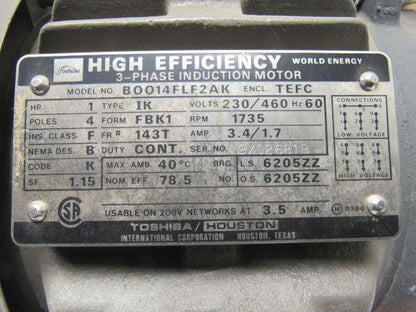 Toshiba HIGH EFFICIENCY WORLD ENERGY
3-PHASE INDUCTION MOTOR
MODEL NO. B0014FLF2AK ENCL. TEFC
HP 1 TYPE IK VOLTS 230/460 Hz 60
POLES 4 FORM FBK1 RPM 1735
INS. CLASS F FR.# 143T AMP. 3.4/1.7
NEMA DES. B DUTY CONT. SER. NO.
CODE K MAX. AMB. 40°C BRG. L.S. 6205ZZ
SF 1.15 NOM EFF 78.5 NO. O.S. 6205ZZ
CONNECTIONS
LOW VOLTAGE
HIGH VOLTAGE
SA
USABLE ON 208V NETWORKS AT 3.5 AMP. H 0300
TOSHIBA/HOUSTON
INTERNATIONAL CORPORATION HOUSTON, TEXAS